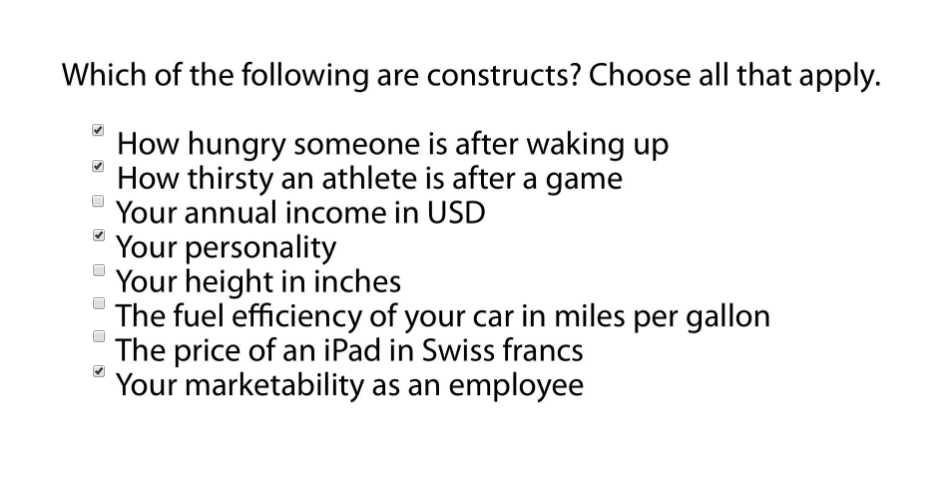 Which of the following are constructs? Choose all that apply.
How hungry someone is after waking up
How thirsty an athlete is after a game
Your annual income in USD
Your personality
Your height in inches
The fuel efficiency of your car in miles per gallon
The price of an iPad in Swiss francs
Your marketability as an employee